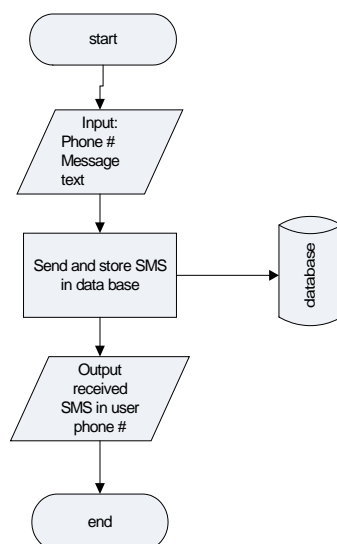 start
Input:
Phone #
Message
text
Send and store SMS
in data base
database
Output
received
SMS in user
phone #
end